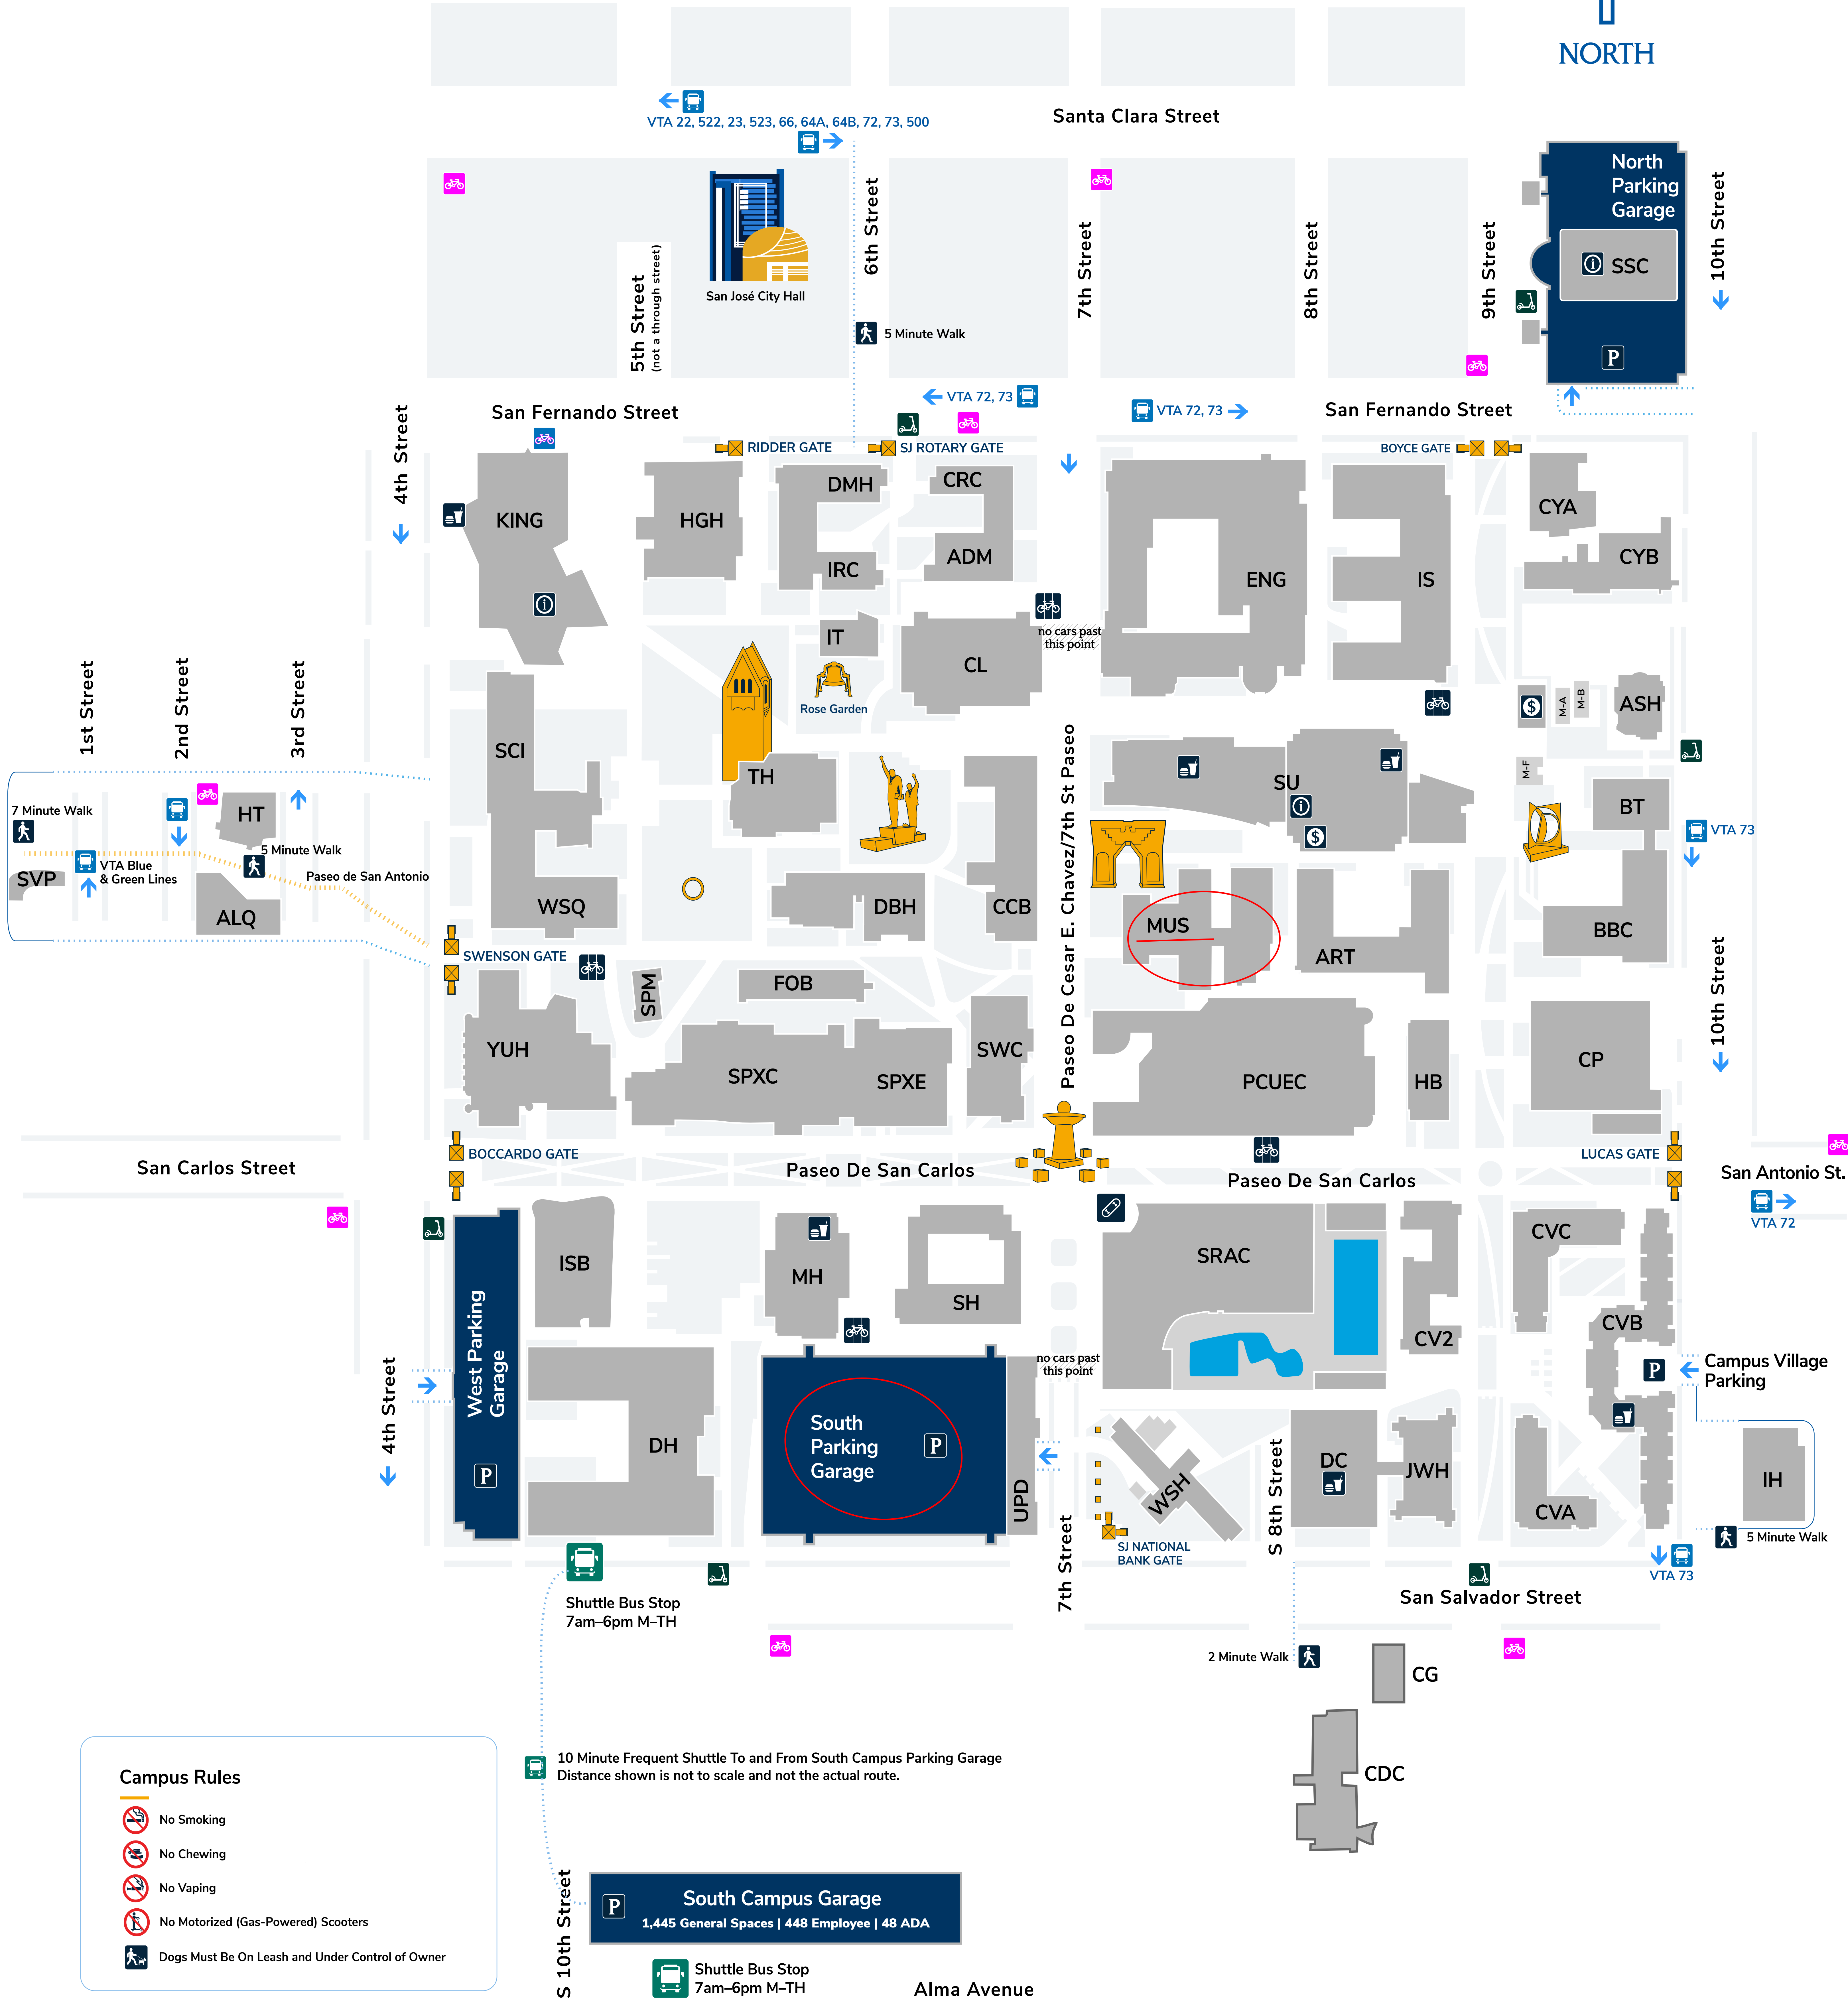 NORTH
Santa Clara Street
VTA 22, 522, 23, 523, 66, 64A, 64B, 72, 73, 500
North
Parking
Garage
SSC
P
San José City Hall
5th Street
(not a through street)
6th Street
7th Street
8th Street
9th Street
10th Street
5 Minute Walk
VTA 72, 73
VTA 72, 73
San Fernando Street
San Fernando Street
4th Street
RIDDER GATE
SJ ROTARY GATE
BOYCE GATE
KING
HGH
DMH
IRC
CRC
ADM
ENG
IS
CYA
CYB
no cars past
this point
IT
CL
Rose Garden
1st Street
2nd Street
3rd Street
SCI
TH
SU
$
M-A
M-B
ASH
M-F
BT
$
VTA 73
7 Minute Walk
HT
5 Minute Walk
VTA Blue
& Green Lines
Paseo de San Antonio
SVP
ALQ
WSQ
DBH
CCB
Paseo De Cesar E. Chavez/7th St Paseo
MUS
ART
BBC
10th Street
SWENSON GATE
SPM
FOB
YUH
SPXC
SPXE
SWC
PCUEC
HB
CP
San Carlos Street
BOCCARDO GATE
Paseo De San Carlos
Paseo De San Carlos
LUCAS GATE
San Antonio St.
VTA 72
West Parking
Garage
P
ISB
MH
SH
SRAC
CV2
CVC
CVB
no cars past
this point
P
Campus Village
Parking
4th Street
DH
South
Parking
Garage
P
UPD
7th Street
WSH
S 8th Street
DC
JWH
CVA
IH
5 Minute Walk
SJ NATIONAL
BANK GATE
VTA 73
San Salvador Street
Shuttle Bus Stop
7am–6pm M–TH
2 Minute Walk
CG
CDC
10 Minute Frequent Shuttle To and From South Campus Parking Garage
Distance shown is not to scale and not the actual route.
Campus Rules
No Smoking
No Chewing
No Vaping
No Motorized (Gas-Powered) Scooters
Dogs Must Be On Leash and Under Control of Owner
S 10th Street
P
South Campus Garage
1,445 General Spaces | 448 Employee | 48 ADA
Shuttle Bus Stop
7am–6pm M–TH
Alma Avenue